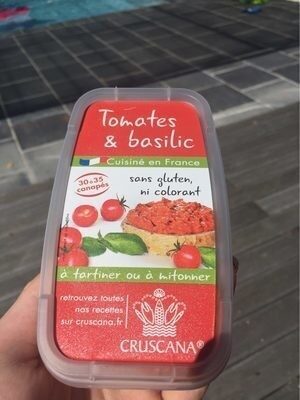 Tomates
& basilic
Cuisiné en France
30 à 35
canapés
sans gluten,
ni colorant
à tartiner ou à mitonner
retrouvez toutes
nos recettes
sur cruscana.fr
CRUSCANA®